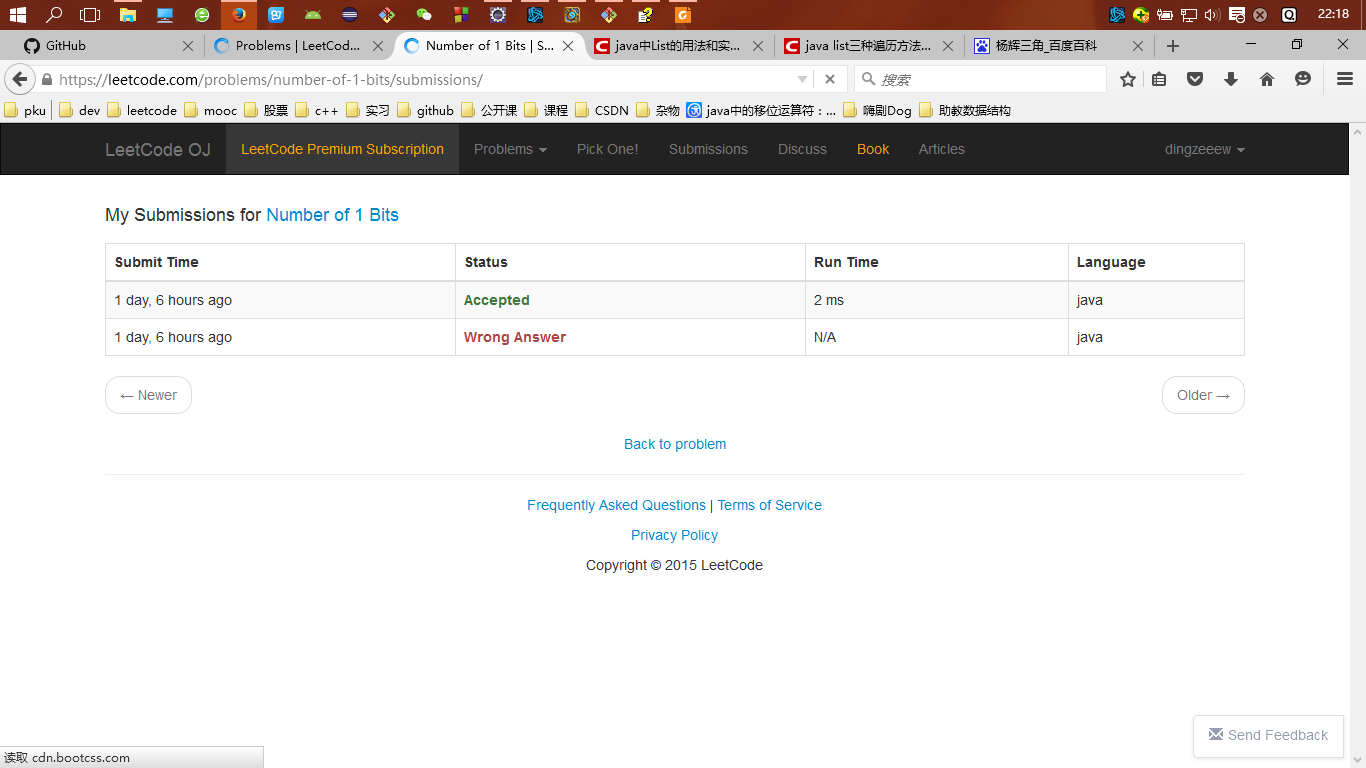 22:18
GitHub
Problems | LeetCod...
Number of 1 Bits | S...
java中List的用法和实...
java list三种遍历方法...
杨辉三角_百度百科
https://leetcode.com/problems/number-of-1-bits/submissions/
搜索
pku dev leetcode mooc 股票 c++ 实习 github 公开课 课程 CSDN 杂物 java中的移位运算符：... 嗨剧Dog 助教数据结构
LeetCode OJ LeetCode Premium Subscription Problems Pick One! Submissions Discuss Book Articles dingzeeew
My Submissions for Number of 1 Bits
Submit Time Status Run Time Language
1 day, 6 hours ago Accepted 2 ms java
1 day, 6 hours ago Wrong Answer N/A java
← Newer Older →
Back to problem
Frequently Asked Questions | Terms of Service
Privacy Policy
Copyright © 2015 LeetCode
Send Feedback
读取 cdn.bootcss.com